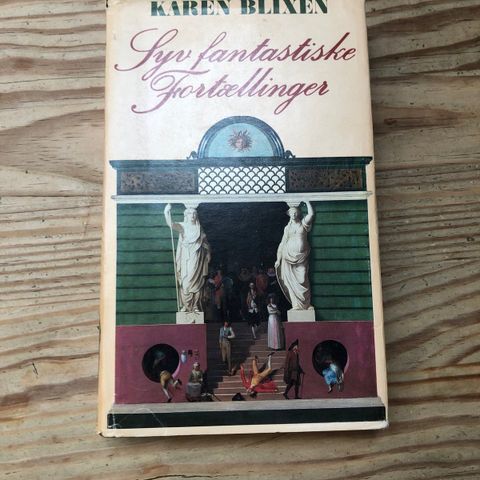 KAREN BLIXEN
Syv fantastiske
Fortællinger